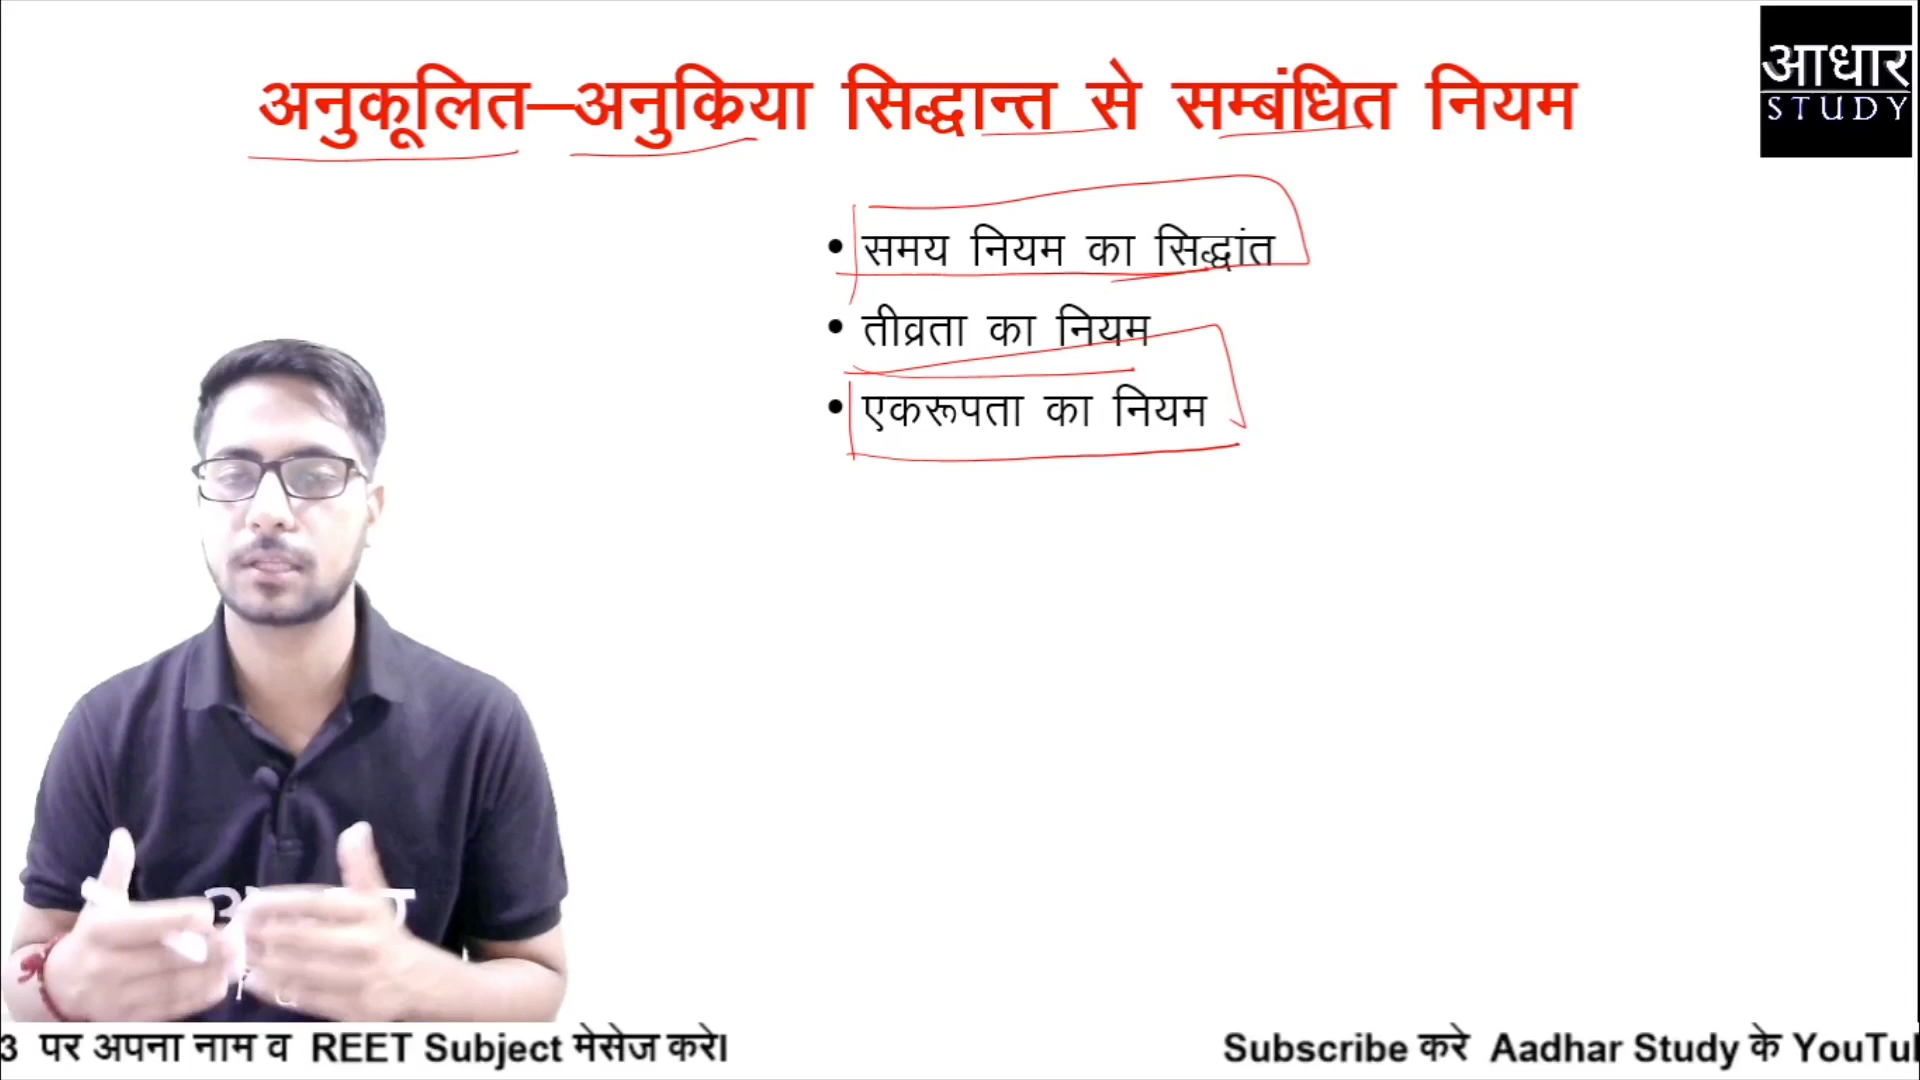 आधार
STUDY
अनुकूलित–अनुक्रिया सिद्धान्त से सम्बंधित नियम
• समय नियम का सिद्धांत
• तीव्रता का नियम
• एकरूपता का नियम
3 पर अपना नाम व REET Subject मेसेज करे। Subscribe करे Aadhar Study के YouTu